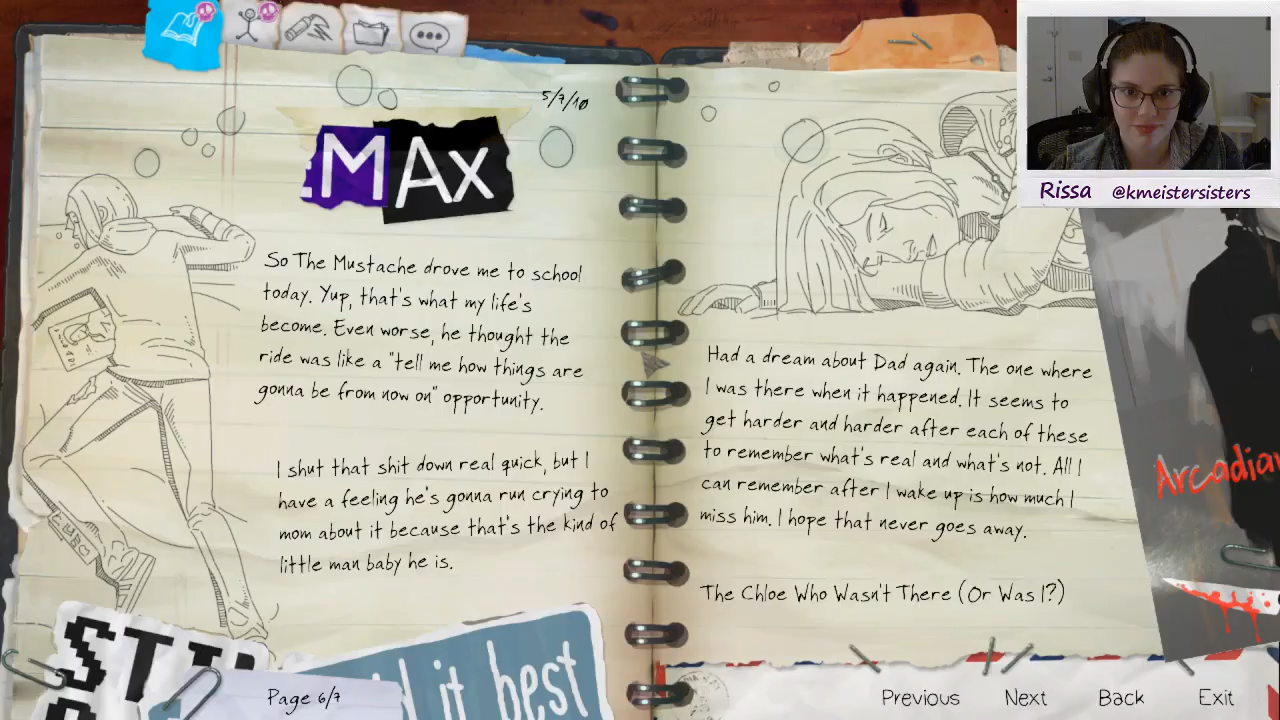 5/7/10
MAx
So The Mustache drove me to school
today. Yup, that's what my life's
become. Even worse, he thought the
ride was like a "tell me how things are
gonna be from now on" opportunity.
I shut that shit down real quick, but I
have a feeling he's gonna run crying to
mom about it because that's the kind of
little man baby he is.
Page 6/7
it best
Rissa @kmeistersisters
Had a dream about Dad again. The one where
I was there when it happened. It seems to
get harder and harder after each of these
to remember what's real and what's not. All I
can remember after I wake up is how much I
miss him. I hope that never goes away.
The Chloe Who Wasn't There (Or Was I?)
Arcadia
Previous Next Back Exit